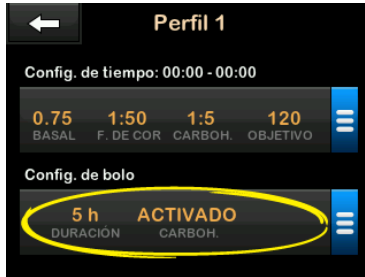 Perfil 1
Config. de tiempo: 00:00 - 00:00
0.75 1:50 1:5 120
BASAL F. DE COR CARBOH. OBJETIVO
Config. de bolo
5 h ACTIVADO
DURACIÓN CARBOH.